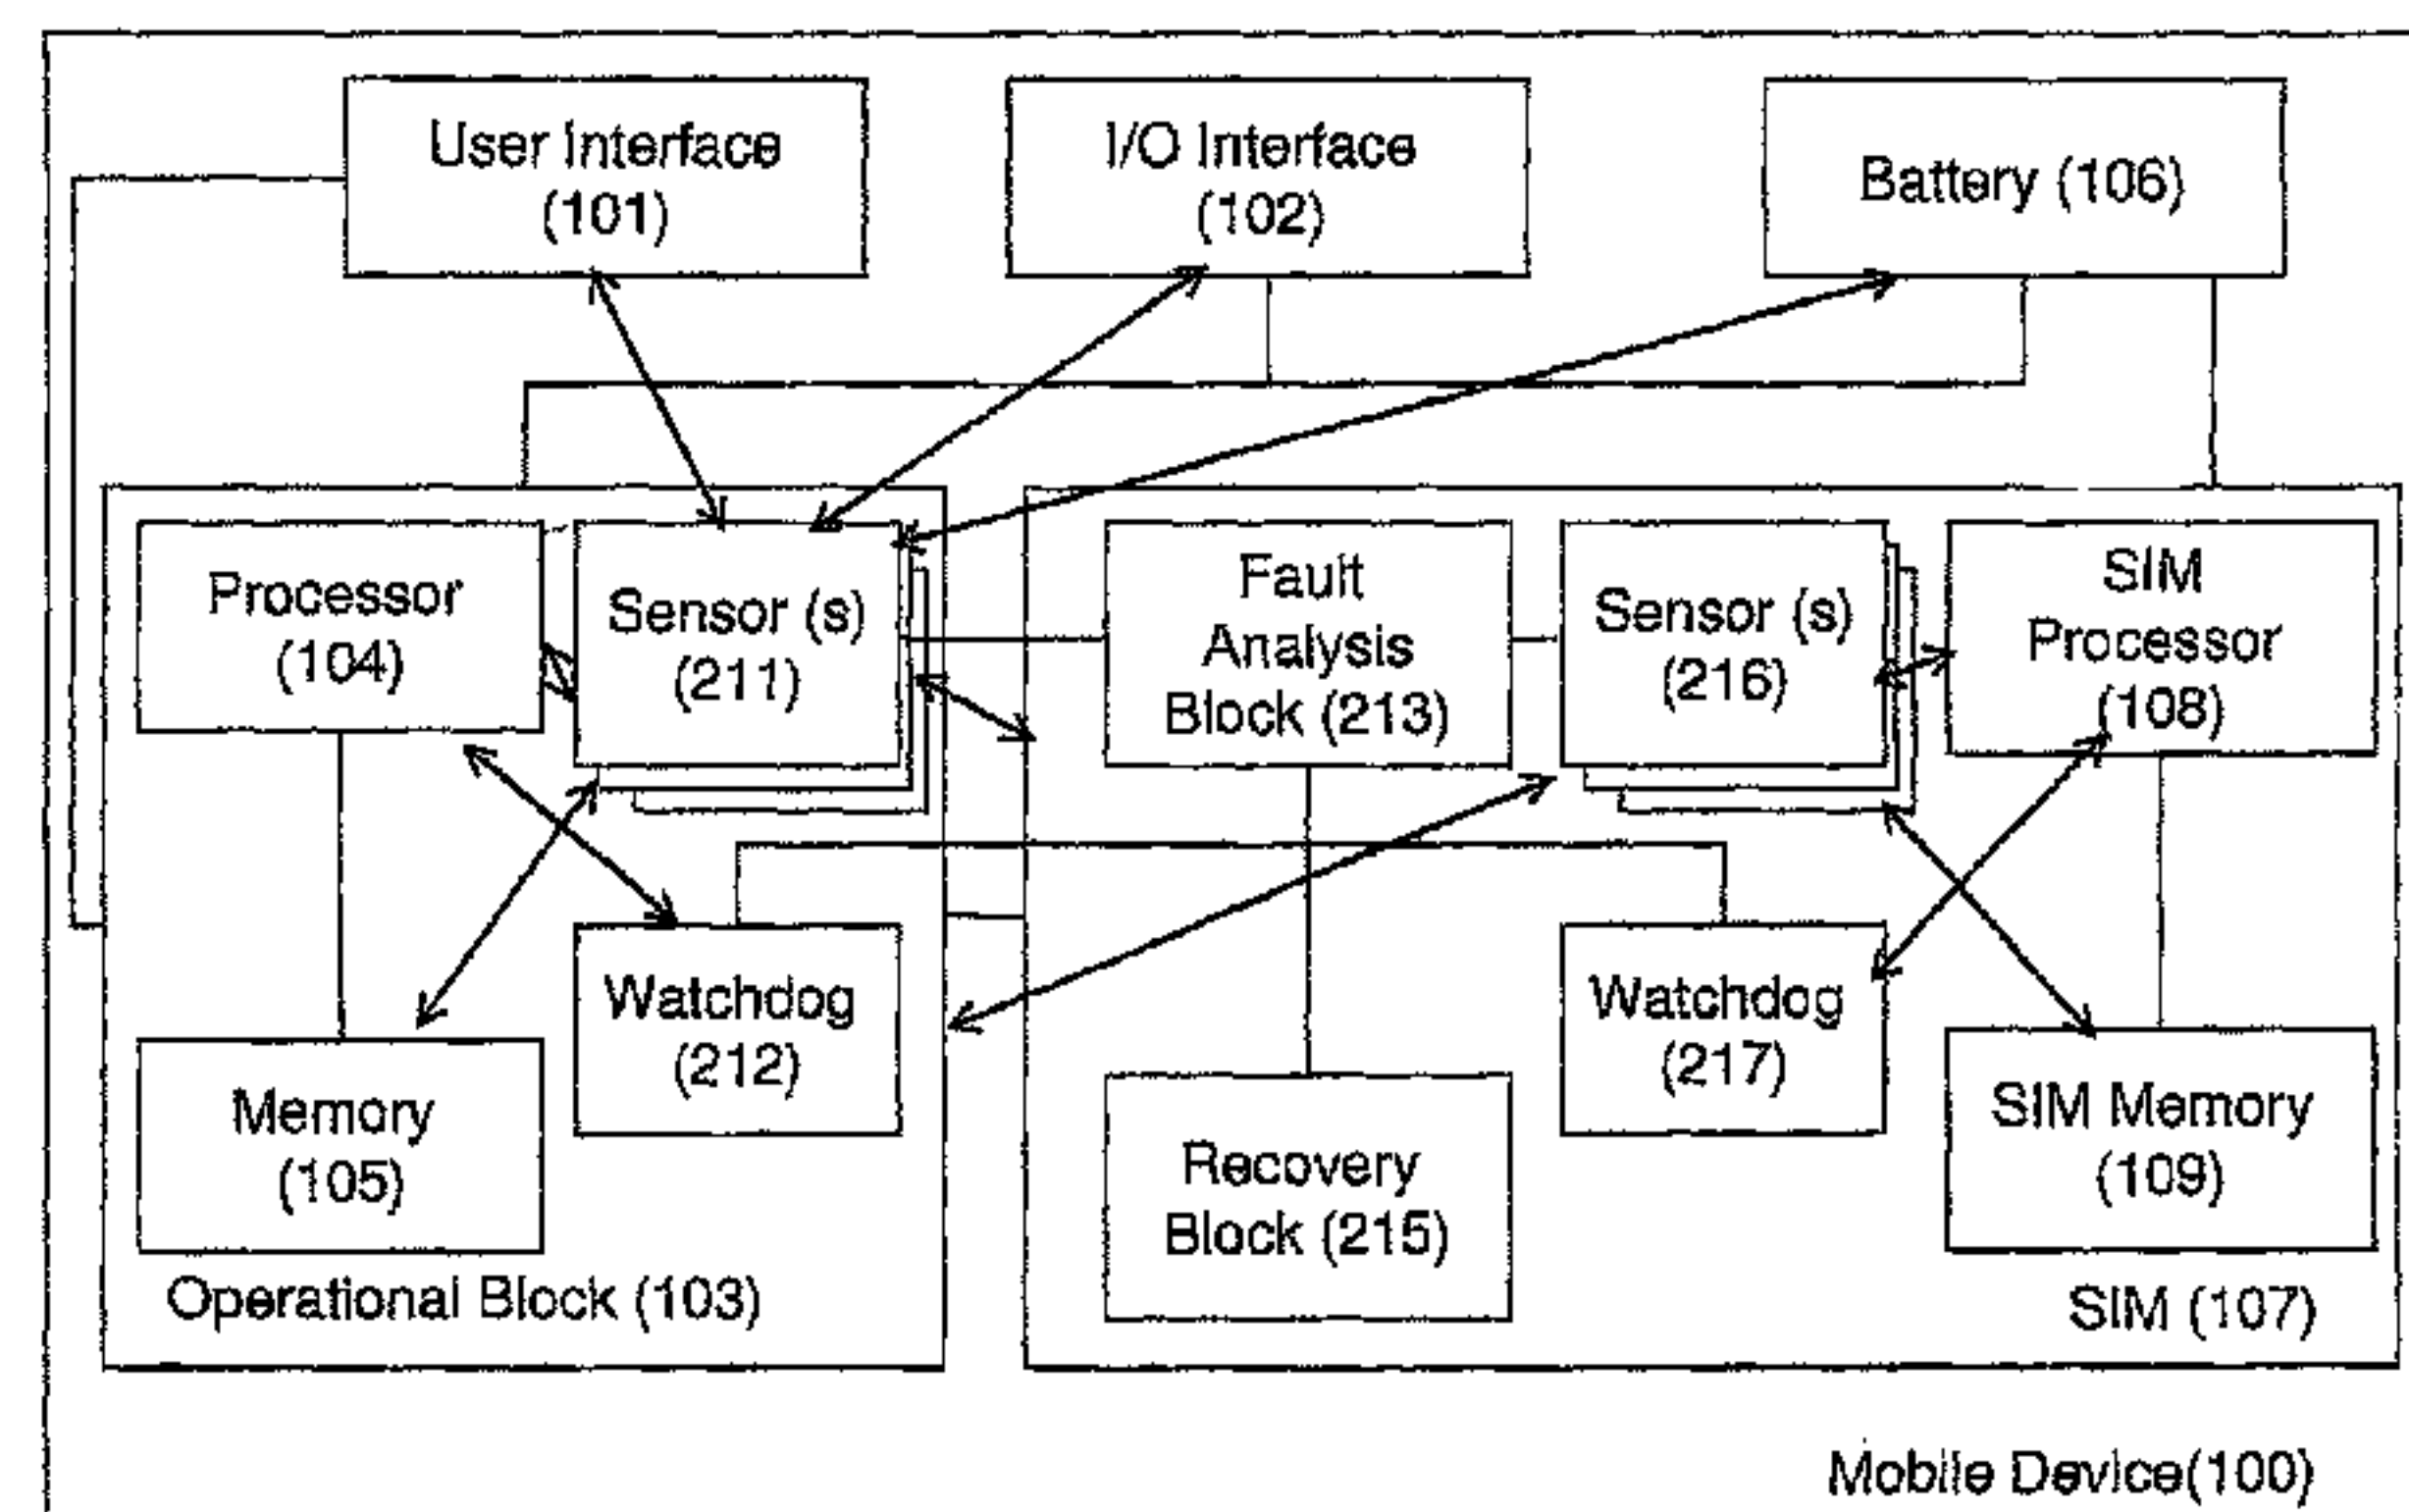 User Interface
(101)
I/O Interface
(102)
Battery (106)
Processor
(104)
Sensor (s)
(211)
Fault
Analysis
Block (213)
Sensor (s)
(216)
SIM
Processor
(108)
Memory
(105)
Watchdog
(212)
Recovery
Block (215)
Watchdog
(217)
SIM Memory
(109)
Operational Block (103)
SIM (107)
Mobile Device(100)